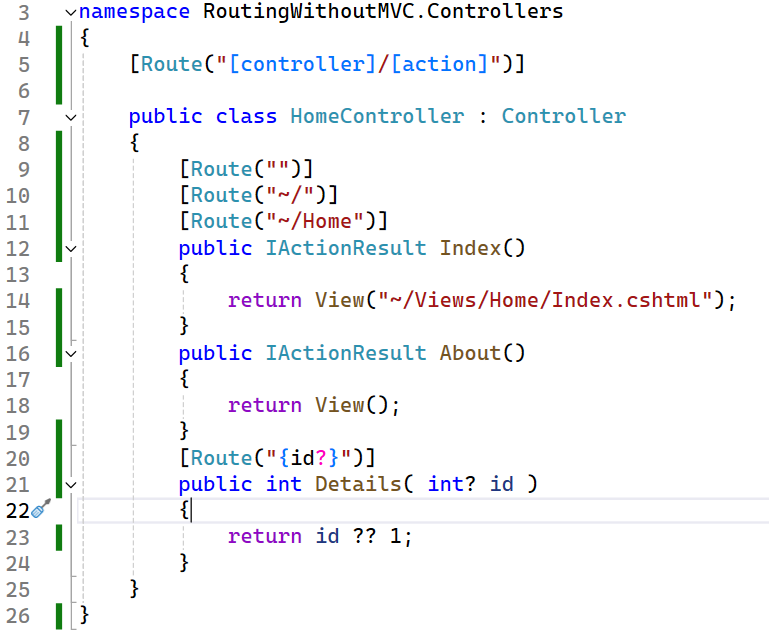 3 namespace RoutingWithoutMVC.Controllers
4 {
5 [Route("[controller]/[action]")]
6
7 public class HomeController : Controller
8 {
9 [Route("")]
10 [Route("~/")]
11 [Route("~/Home")]
12 public IActionResult Index()
13 {
14 return View("~/Views/Home/Index.cshtml");
15 }
16 public IActionResult About()
17 {
18 return View();
19 }
20 [Route("{id?}")]
21 public int Details( int? id )
22 {
23 return id ?? 1;
24 }
25 }
26 }